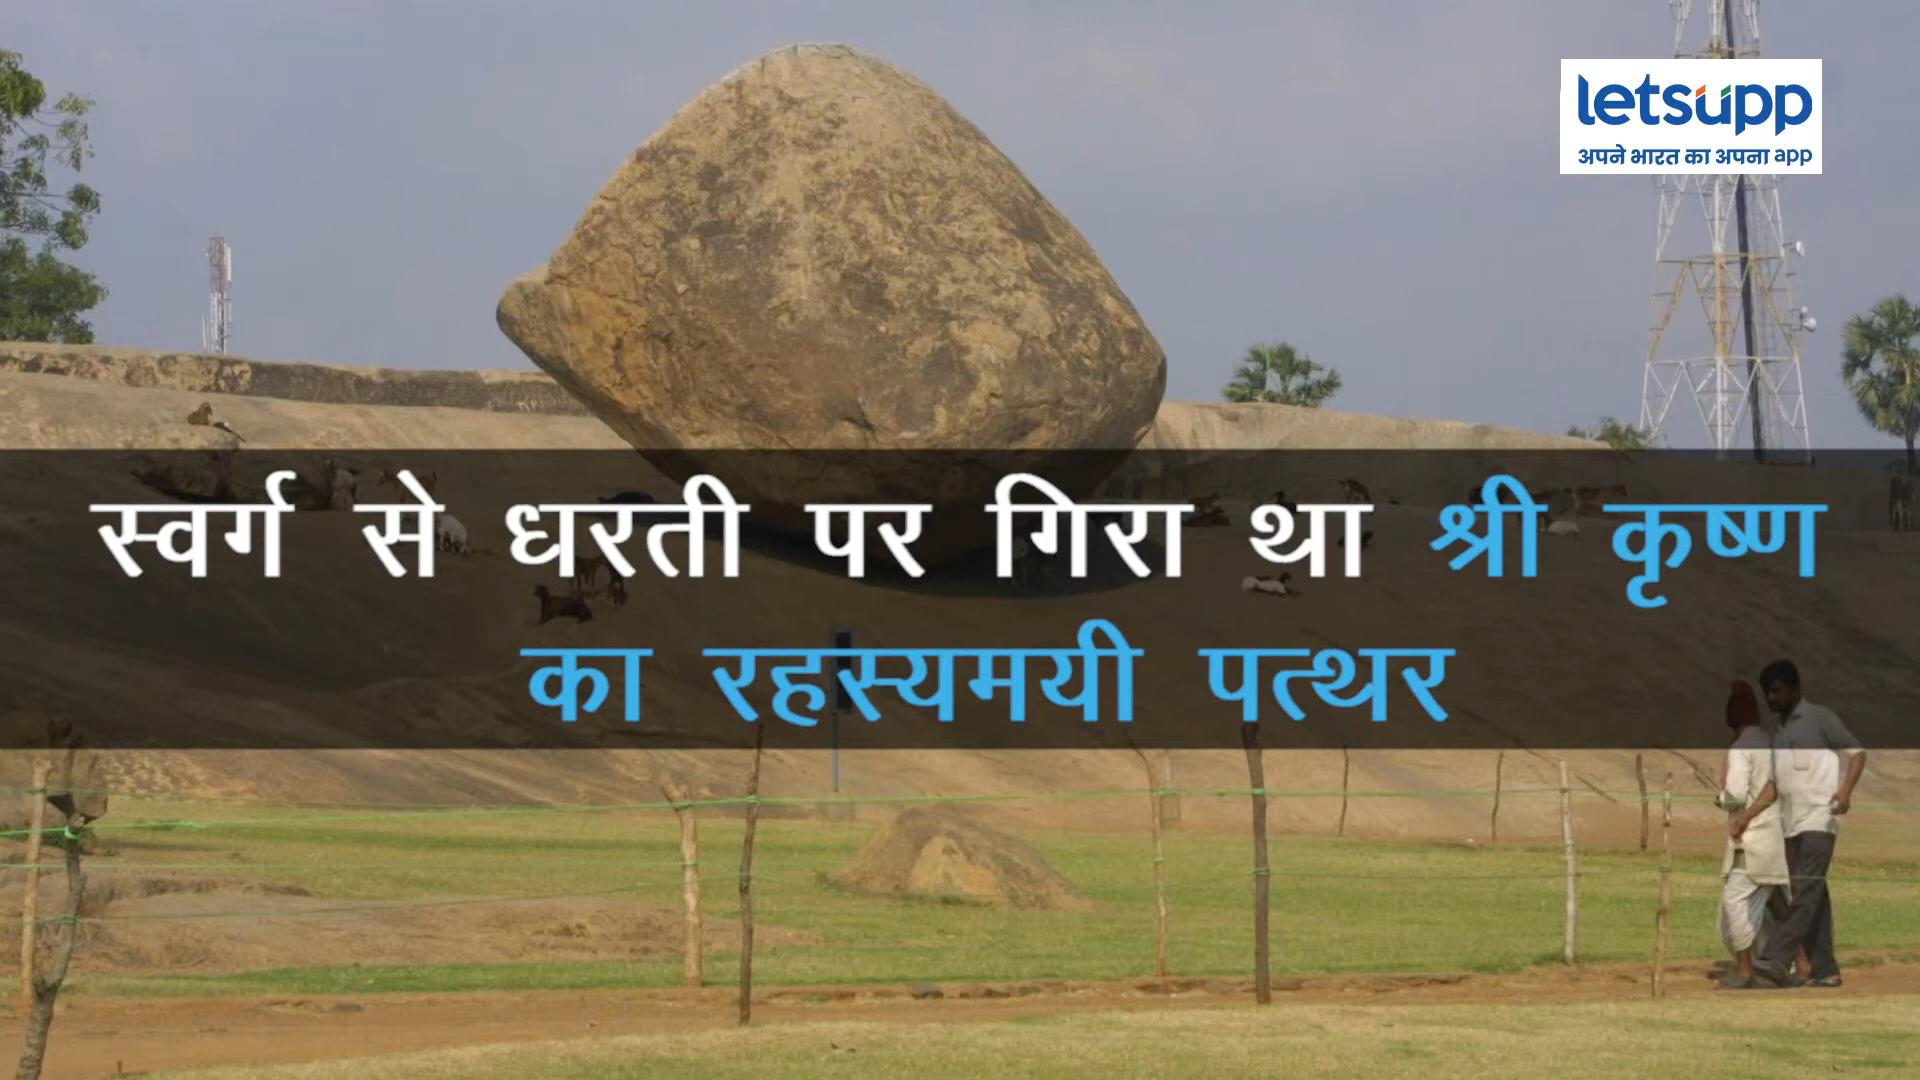 letsupp
अपने भारत का अपना app
स्वर्ग से धरती पर गिरा था श्री कृष्ण
का रहस्यमयी पत्थर